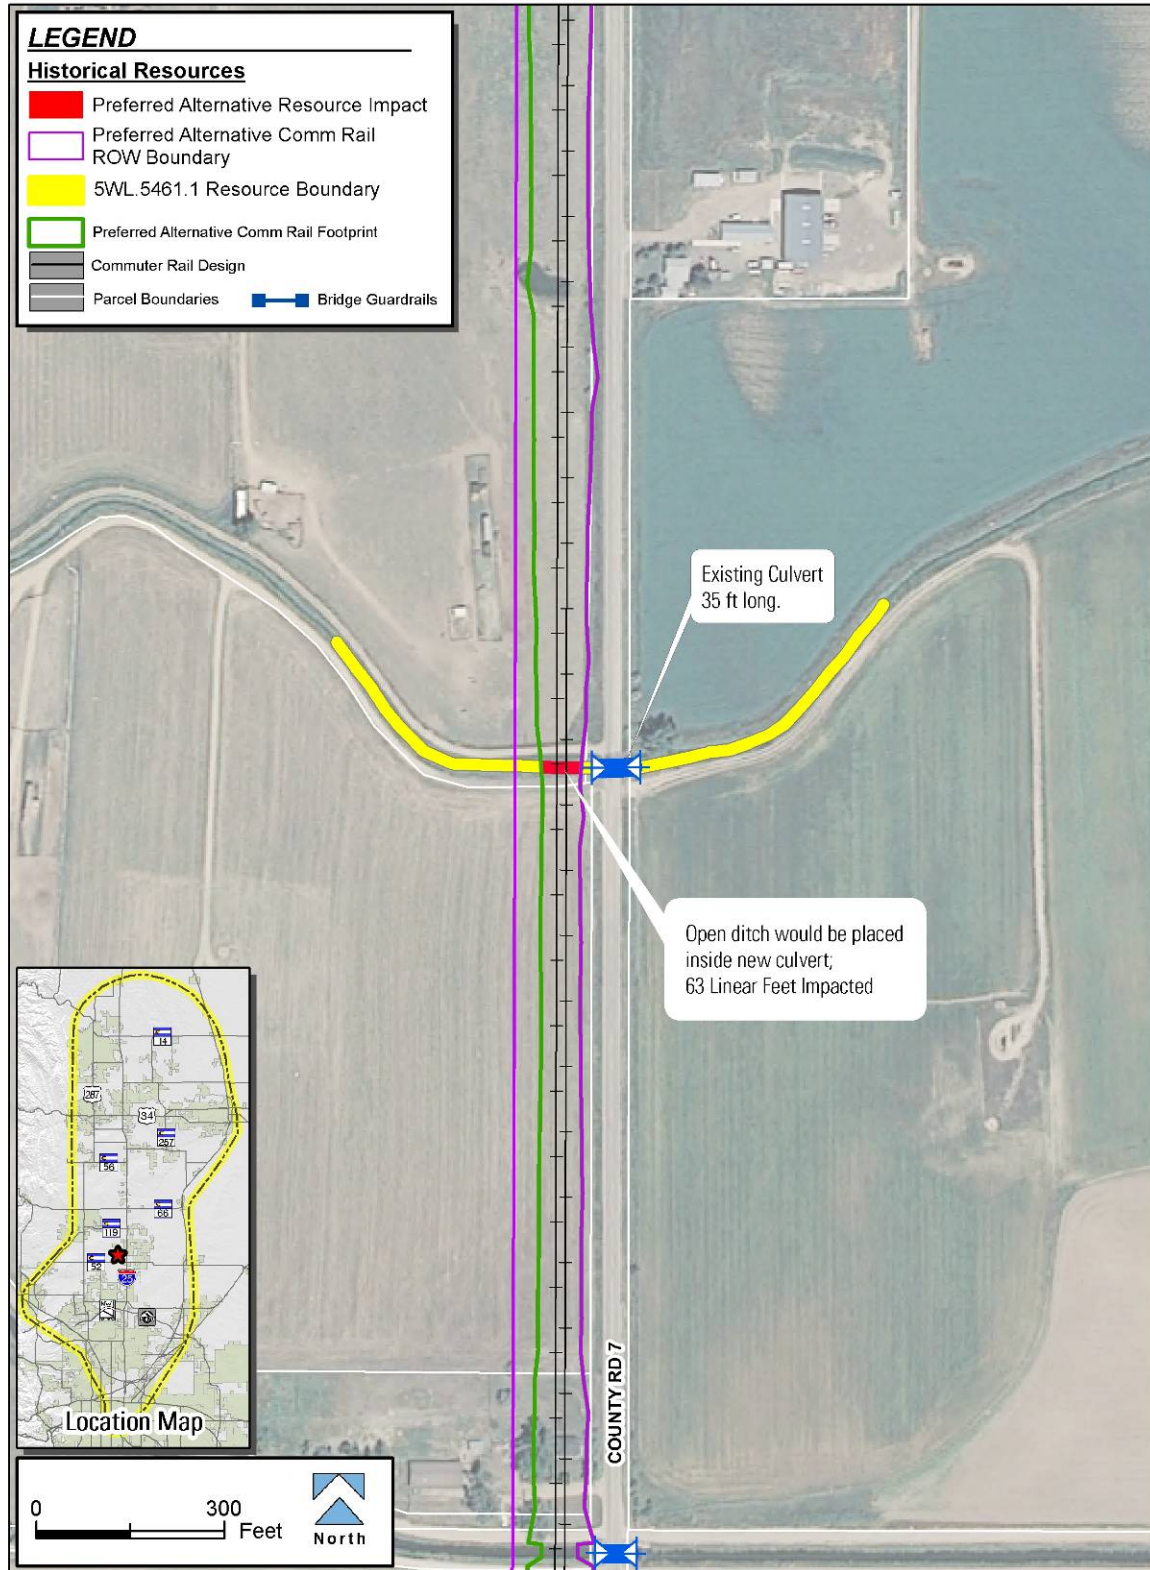 LEGEND
Historical Resources
Preferred Alternative Resource Impact
Preferred Alternative Comm Rail
ROW Boundary
5WL.5461.1 Resource Boundary
Preferred Alternative Comm Rail Footprint
Commuter Rail Design
Parcel Boundaries
Bridge Guardrails
Existing Culvert
35 ft long.
Open ditch would be placed
inside new culvert;
63 Linear Feet Impacted
COUNTY RD 7
14
287
34
257
56
66
119
52
25
Location Map
0 300
Feet
North